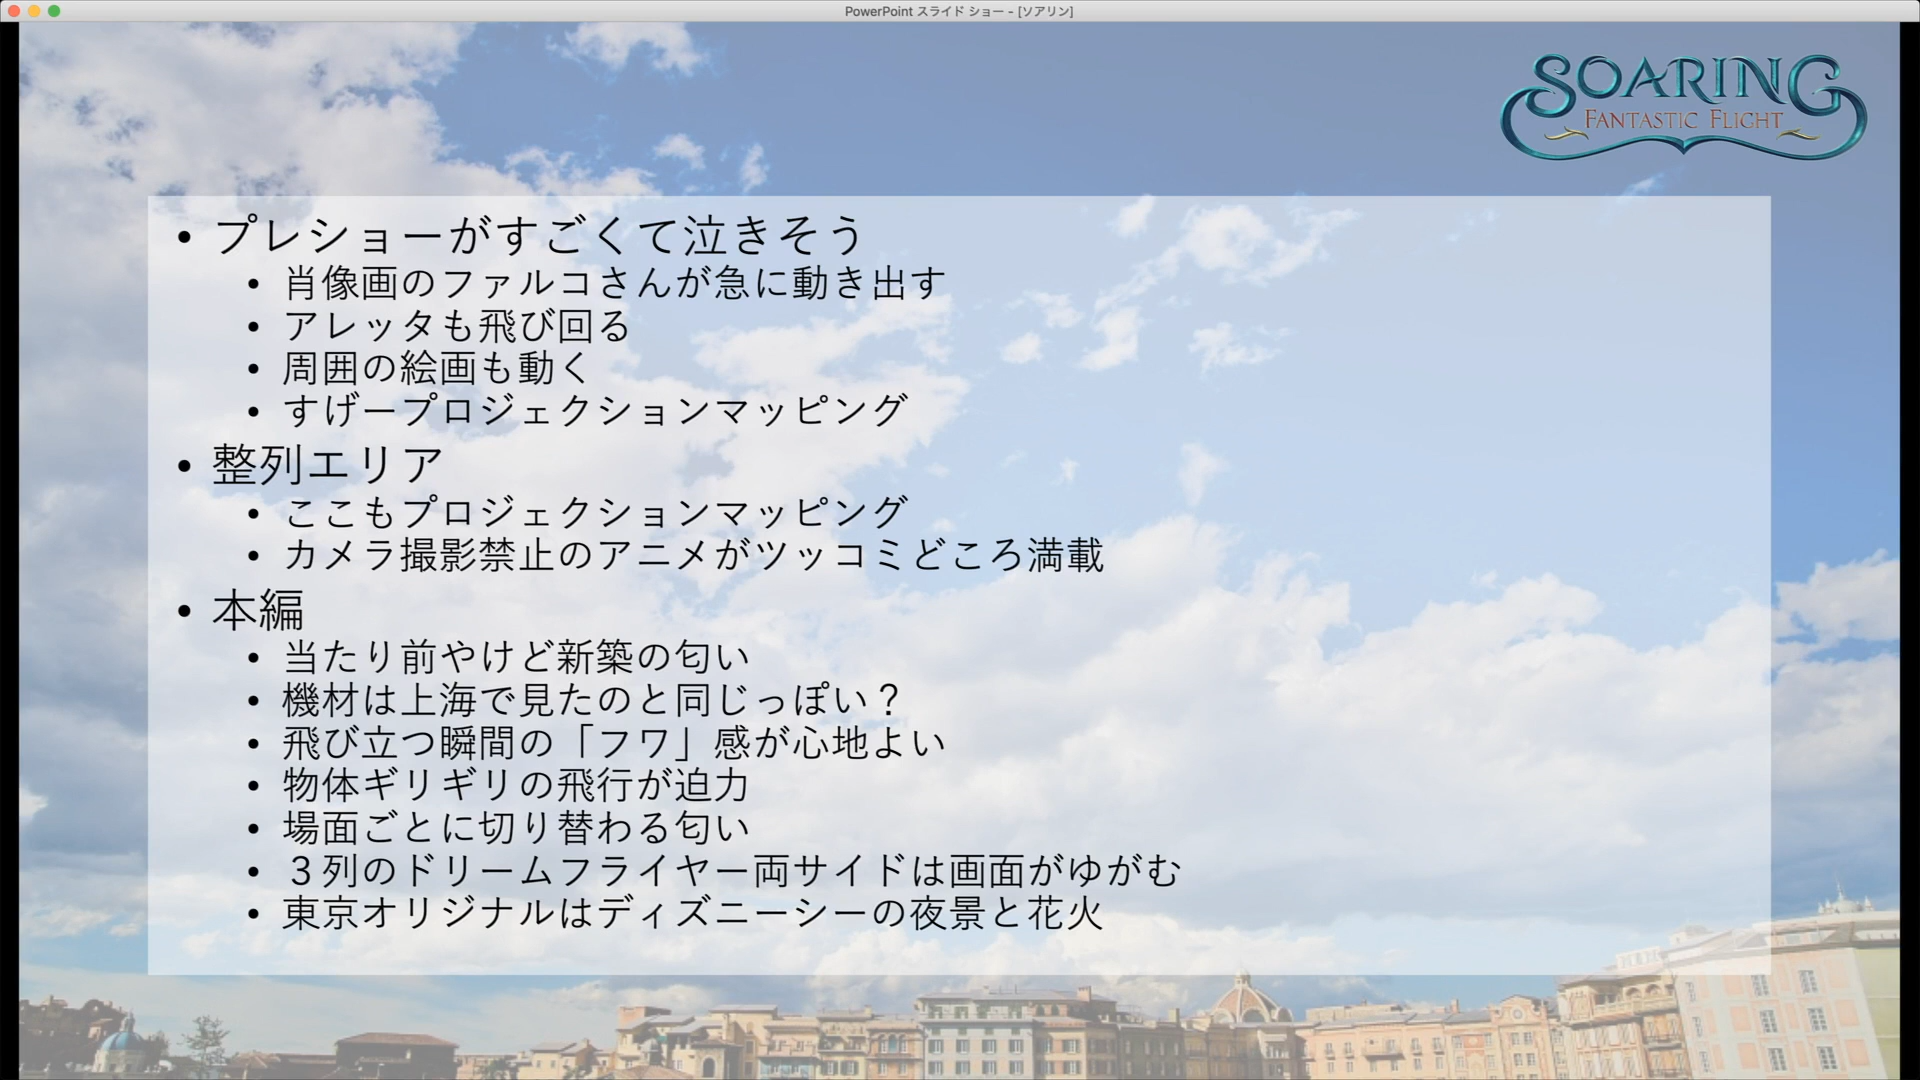 PowerPoint スライド ショー - [ソアリン]
SOARING
FANTASTIC FLIGHT
• プレショーがすごくて泣きそう
• 肖像画のファルコさんが急に動き出す
• アレッタも飛び回る
• 周囲の絵画も動く
• すげープロジェクションマッピング
• 整列エリア
• ここもプロジェクションマッピング
• カメラ撮影禁止のアニメがツッコミどころ満載
• 本編
• 当たり前やけど新築の匂い
• 機材は上海で見たのと同じっぽい？
• 飛び立つ瞬間の「フワ」感が心地よい
• 物体ギリギリの飛行が迫力
• 場面ごとに切り替わる匂い
• ３列のドリームフライヤー両サイドは画面がゆがむ
• 東京オリジナルはディズニーシーの夜景と花火